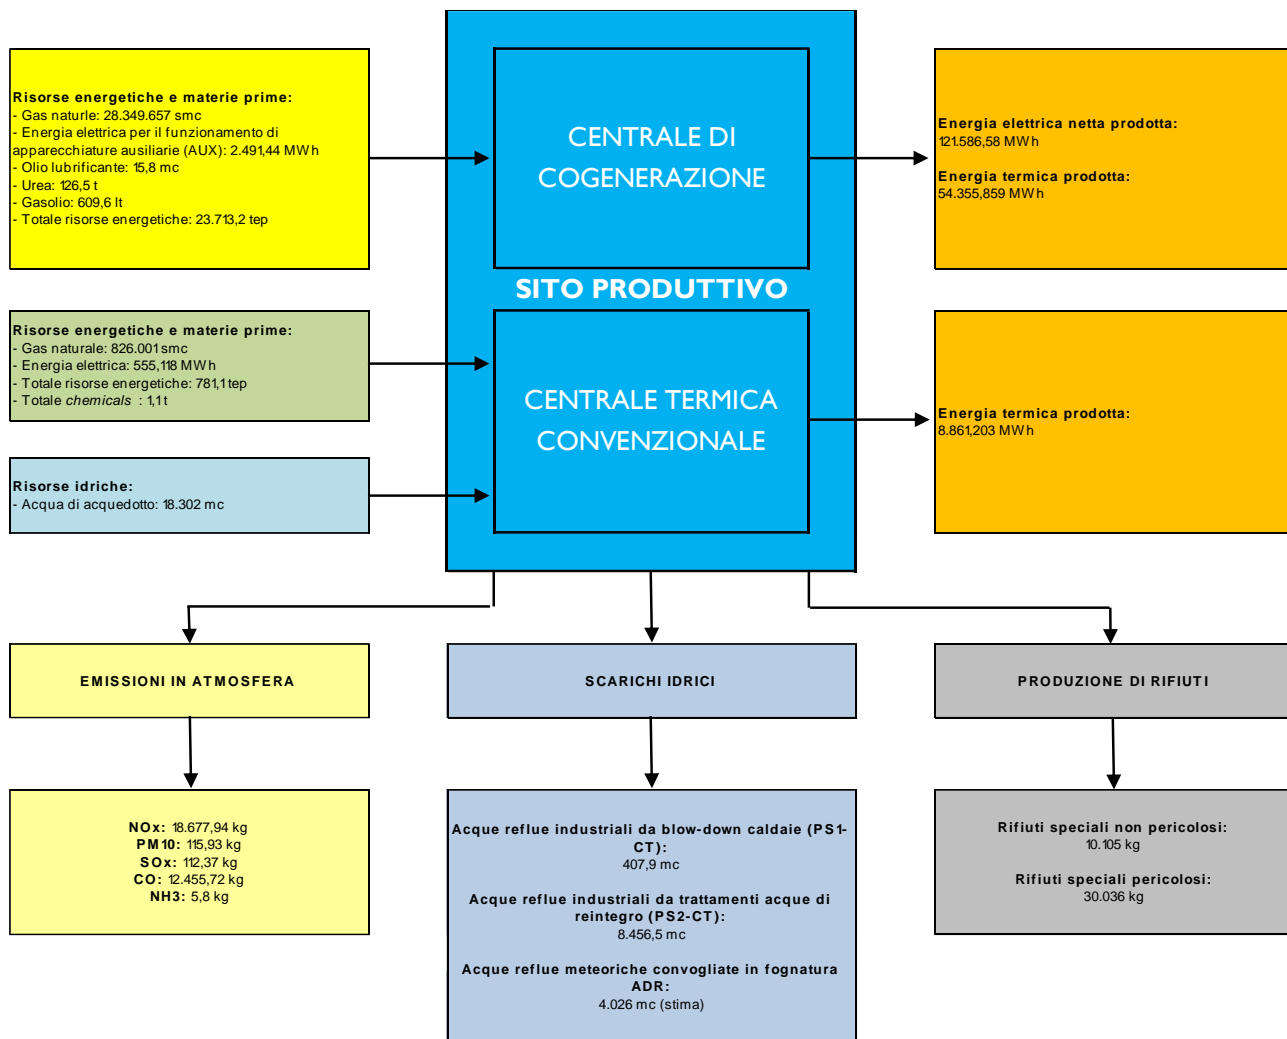 Risorse energetiche e materie prime:
- Gas naturle: 28.349.657 smc
- Energia elettrica per il funzionamento di
apparecchiature ausiliarie (AUX): 2.491,44 MWh
- Olio lubrificante: 15,8 mc
- Urea: 126,5 t
- Gasolio: 609,6 lt
- Totale risorse energetiche: 23.713,2 tep
CENTRALE DI
COGENERAZIONE
Energia elettrica netta prodotta:
121.586,58 MWh
Energia termica prodotta:
54.355,859 MWh
SITO PRODUTTIVO
Risorse energetiche e materie prime:
- Gas naturale: 826.001 smc
- Energia elettrica: 555,118 MWh
- Totale risorse energetiche: 781,1 tep
- Totale chemicals : 1,1 t
CENTRALE TERMICA
CONVENZIONALE
Energia termica prodotta:
8.861,203 MWh
Risorse idriche:
- Acqua di acquedotto: 18.302 mc
EMISSIONI IN ATMOSFERA
SCARICHI IDRICI
PRODUZIONE DI RIFIUTI
NOx: 18.677,94 kg
PM10: 115,93 kg
SOx: 112,37 kg
CO: 12.455,72 kg
NH3: 5,8 kg
Acque reflue industriali da blow-down caldaie (PS1-
CT):
407,9 mc
Acque reflue industriali da trattamenti acque di
reintegro (PS2-CT):
8.456,5 mc
Acque reflue meteoriche convogliate in fognatura
ADR:
4.026 mc (stima)
Rifiuti speciali non pericolosi:
10.105 kg
Rifiuti speciali pericolosi:
30.036 kg